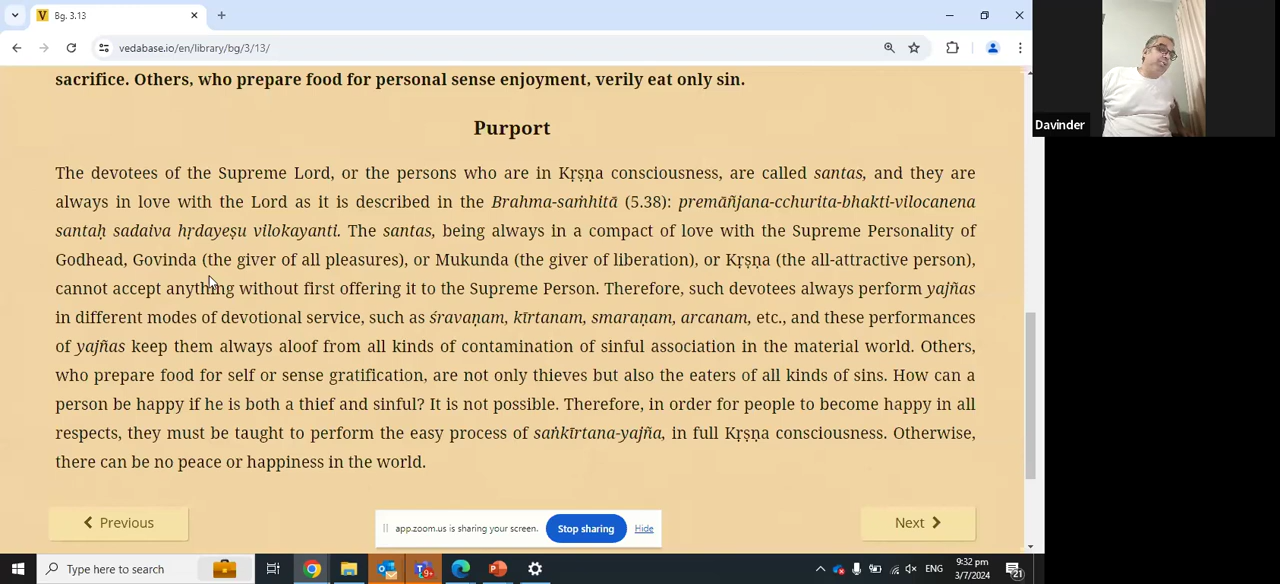 Bg. 3.13
vedabase.io/en/library/bg/3/13/
sacrifice. Others, who prepare food for personal sense enjoyment, verily eat only sin.
Purport
The devotees of the Supreme Lord, or the persons who are in Kṛṣṇa consciousness, are called santas, and they are
always in love with the Lord as it is described in the Brahma-saṁhitā (5.38): premāñjana-cchurita-bhakti-vilocanena
santaḥ sadaiva hṛdayeṣu vilokayanti. The santas, being always in a compact of love with the Supreme Personality of
Godhead, Govinda (the giver of all pleasures), or Mukunda (the giver of liberation), or Kṛṣṇa (the all-attractive person),
cannot accept anything without first offering it to the Supreme Person. Therefore, such devotees always perform yajñas
in different modes of devotional service, such as śravaṇam, kīrtanam, smaraṇam, arcanam, etc., and these performances
of yajñas keep them always aloof from all kinds of contamination of sinful association in the material world. Others,
who prepare food for self or sense gratification, are not only thieves but also the eaters of all kinds of sins. How can a
person be happy if he is both a thief and sinful? It is not possible. Therefore, in order for people to become happy in all
respects, they must be taught to perform the easy process of saṅkīrtana-yajña, in full Kṛṣṇa consciousness. Otherwise,
there can be no peace or happiness in the world.
Previous
Next
app.zoom.us is sharing your screen.
Stop sharing
Hide
Type here to search
9+
ENG
9:32 pm
3/7/2024
21
Davinder